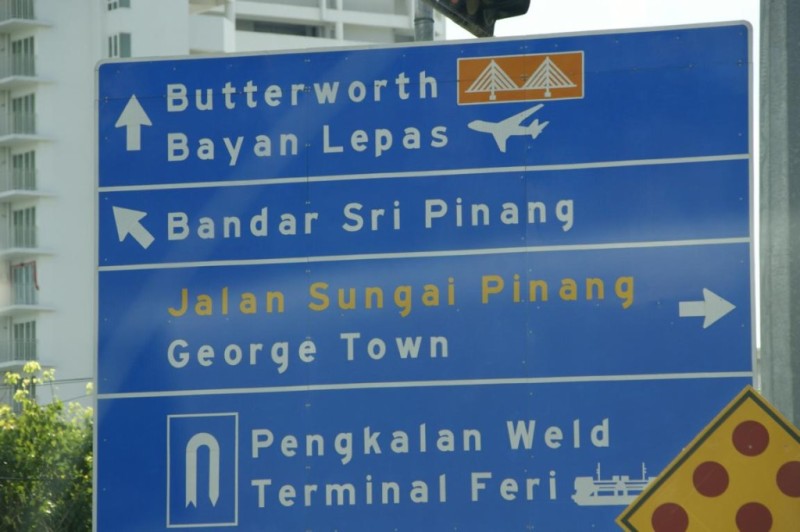 Butterworth
Bayan Lepas
Bandar Sri Pinang
Jalan Sungai Pinang
George Town
Pengkalan Weld
Terminal Feri